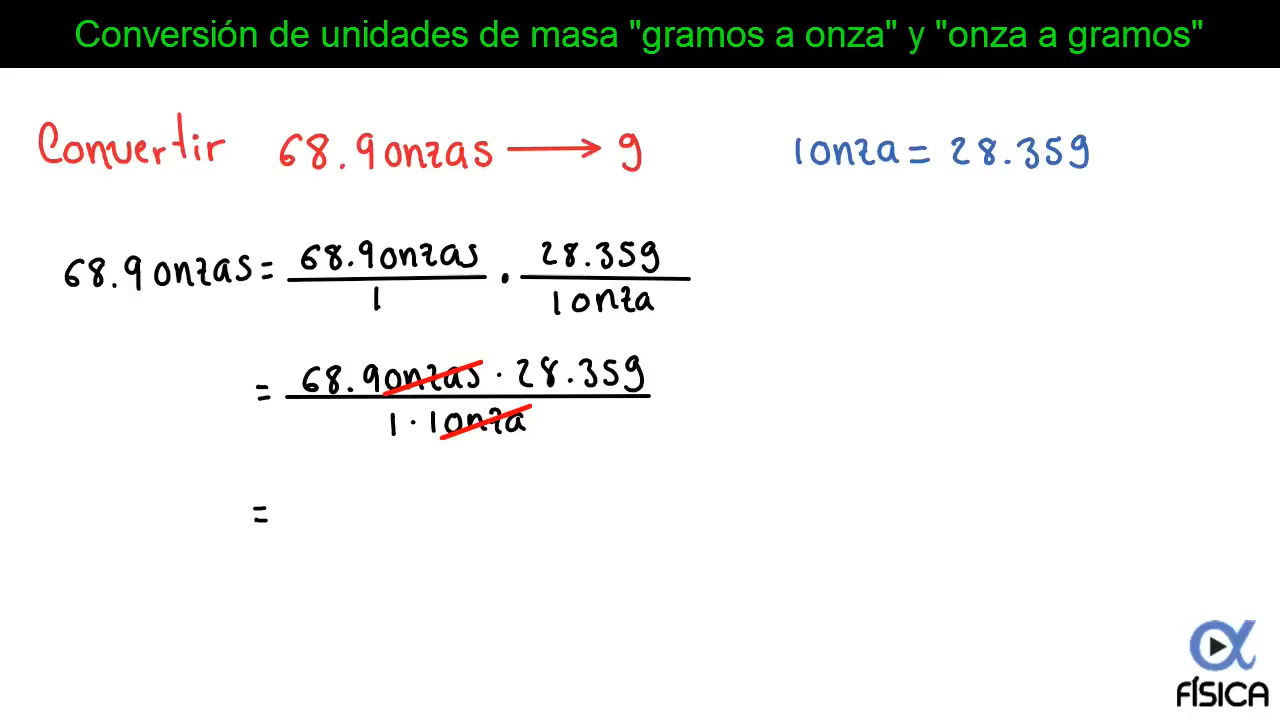 Conversión de unidades de masa "gramos a onza" y "onza a gramos"
Convertir 68.9onzas → g 1onza = 28.35g
68.9onzas = 68.9onzas / 1 · 28.35g / 1onza
= 68.9onzas · 28.35g / 1 · 1onza
=
FÍSICA